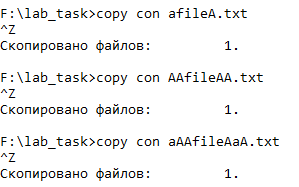 F:\lab_task>copy con afileA.txt
^Z
Скопировано файлов:         1.
F:\lab_task>copy con AAfileAA.txt
^Z
Скопировано файлов:         1.
F:\lab_task>copy con aAAfileAaA.txt
^Z
Скопировано файлов:         1.